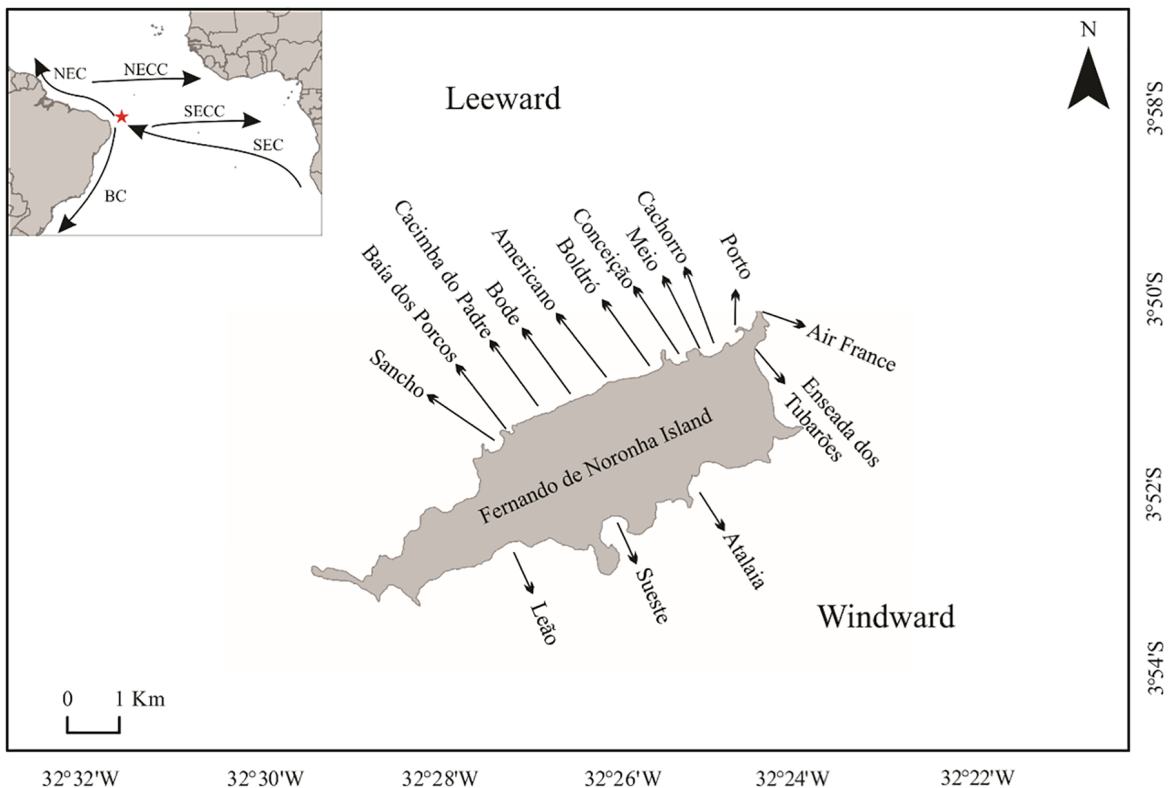 N
NEC
NECC
SECC
SEC
BC
Leeward
3°58'S
Cachorro
Meio
Conceição
Boldró
Americano
Bode
Cacimba do Padre
Baía dos Porcos
Sancho
Porto
Air France
Enseada dos
Tubarões
3°50'S
Fernando de Noronha Island
3°52'S
Atalaia
Sueste
Leão
Windward
3°54'S
0 1 Km
32°32'W 32°30'W 32°28'W 32°26'W 32°24'W 32°22'W